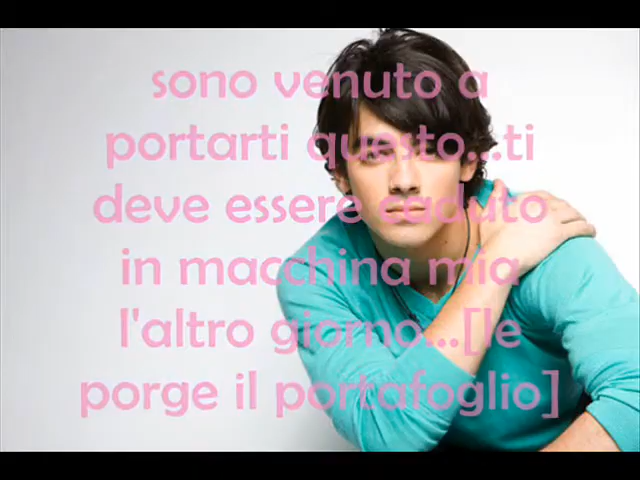 sono venuto a
portarti questo...ti
deve essere caduto
in macchina mia
l'altro giorno...[le
porge il portafoglio]